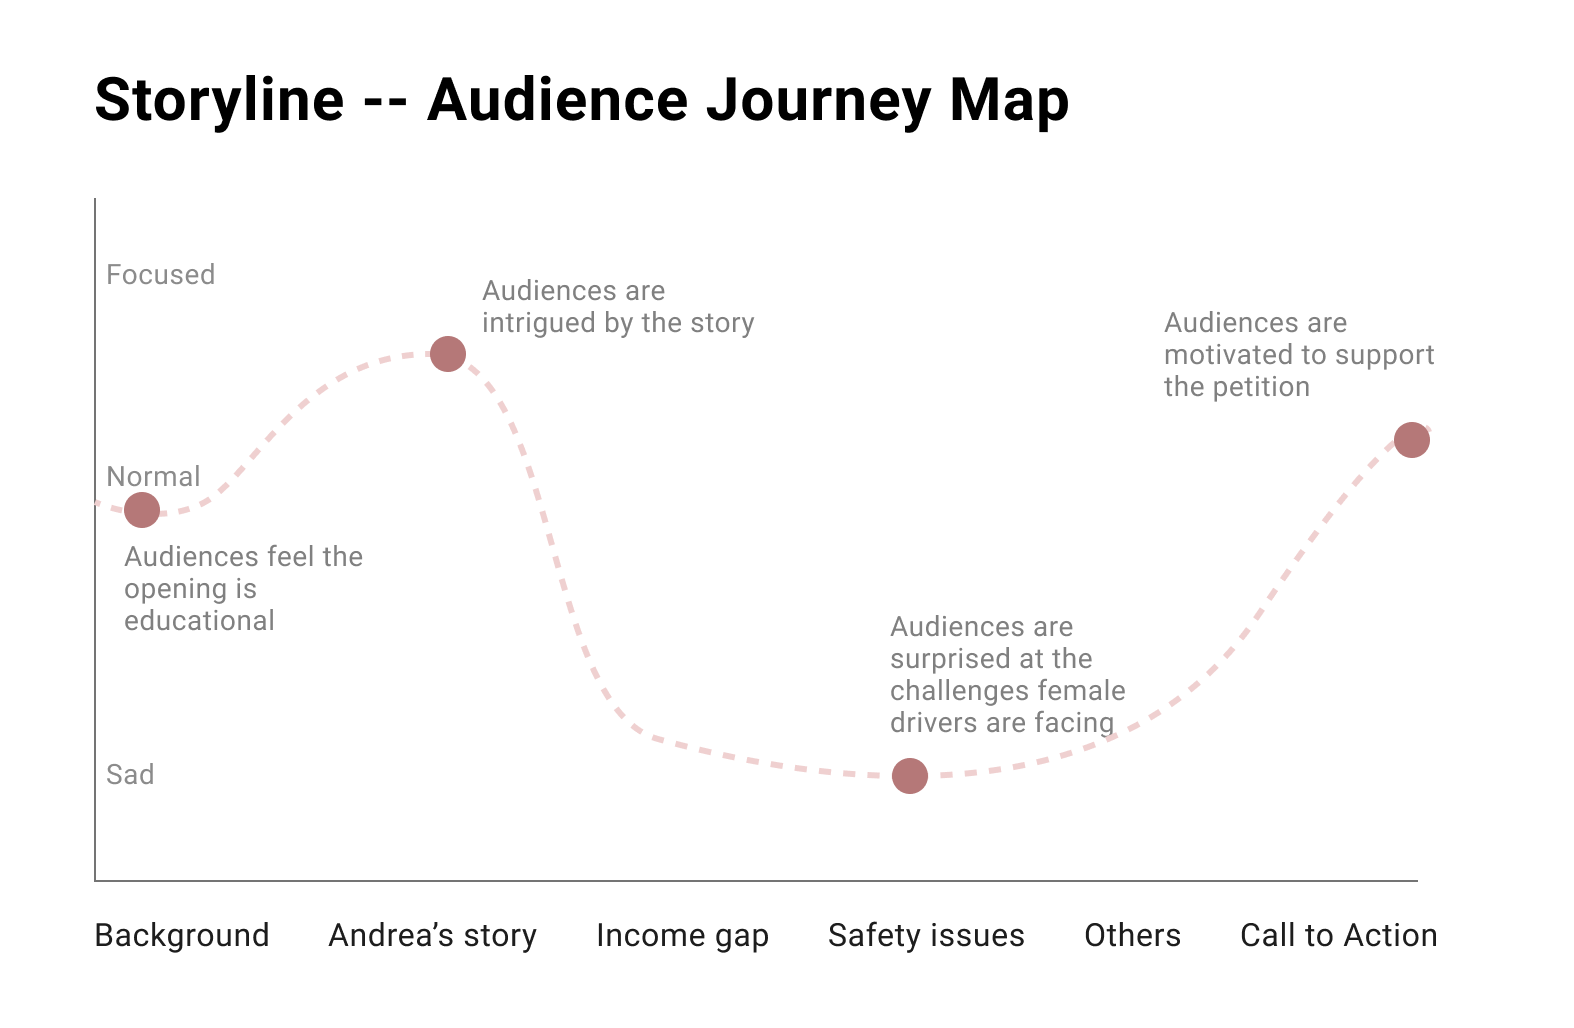 Storyline -- Audience Journey Map
Focused
Audiences are
intrigued by the story
Audiences are
motivated to support
the petition
Normal
Audiences feel the
opening is
educational
Audiences are
surprised at the
challenges female
drivers are facing
Sad
Background
Andrea’s story
Income gap
Safety issues
Others
Call to Action